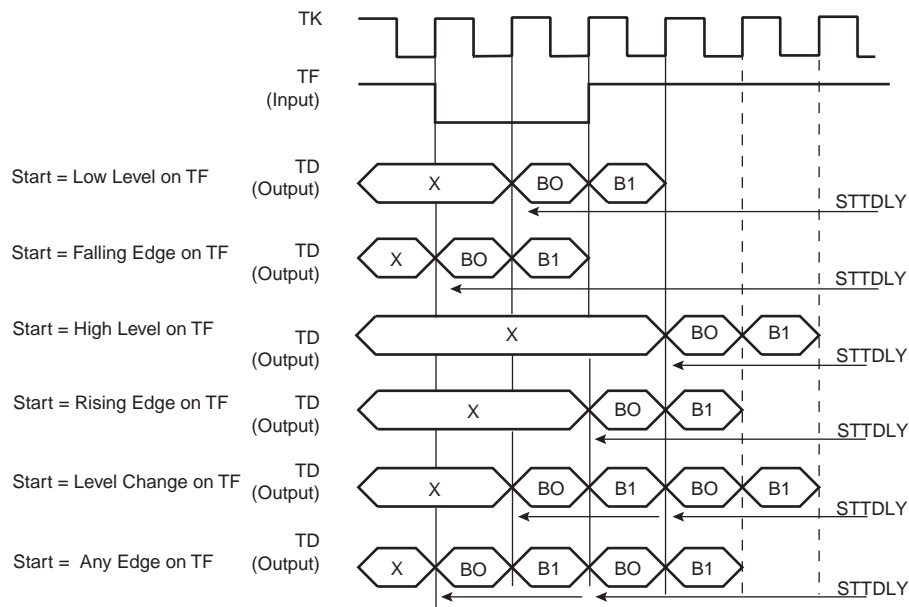 TK
TF
(Input)
Start = Low Level on TF
TD
(Output)
X
BO
B1
STTDLY
Start = Falling Edge on TF
TD
(Output)
X
BO
B1
STTDLY
Start = High Level on TF
TD
(Output)
X
BO
B1
STTDLY
Start = Rising Edge on TF
TD
(Output)
X
BO
B1
STTDLY
Start = Level Change on TF
TD
(Output)
X
BO
B1
BO
B1
STTDLY
Start = Any Edge on TF
TD
(Output)
X
BO
B1
BO
B1
STTDLY